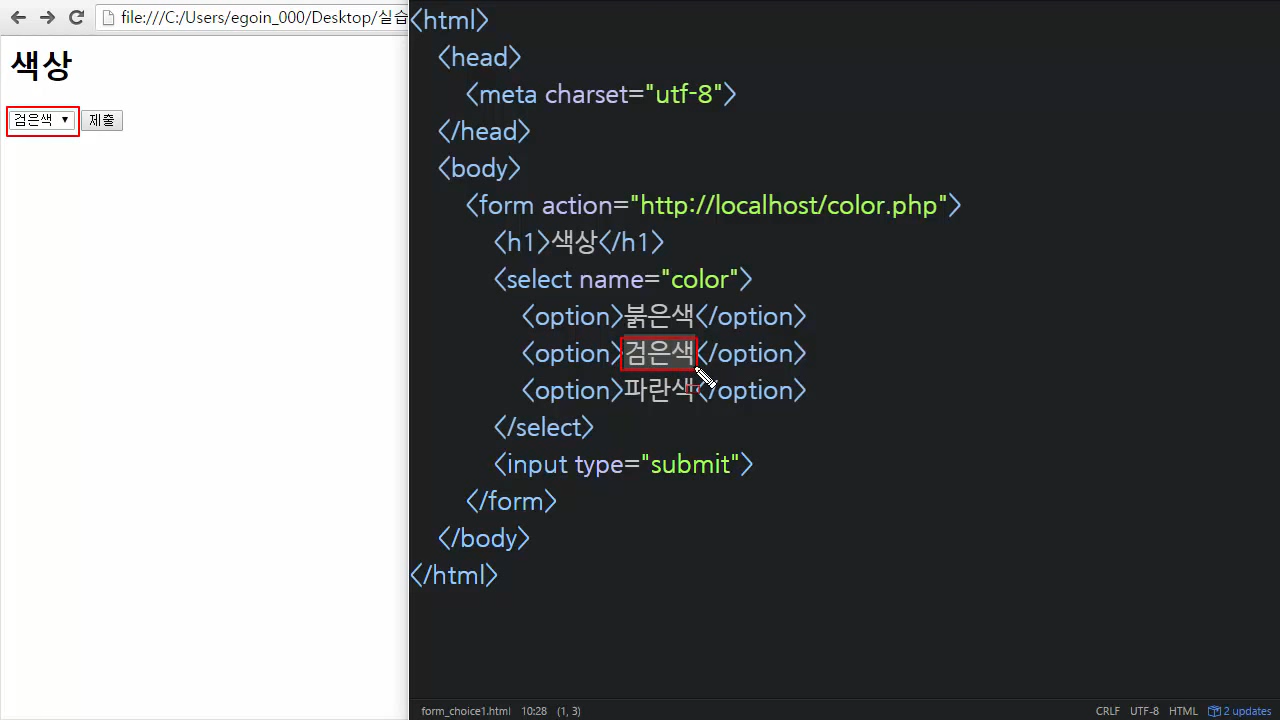 file:///C:/Users/egoin_000/Desktop/실습
색상
검은색 ▼ 제출
<html>
<head>
<meta charset="utf-8">
</head>
<body>
<form action="http://localhost/color.php">
<h1>색상</h1>
<select name="color">
<option>붉은색</option>
<option>검은색</option>
<option>파란색</option>
</select>
<input type="submit">
</form>
</body>
</html>
form_choice1.html 10:28 (1, 3) CRLF UTF-8 HTML 2 updates